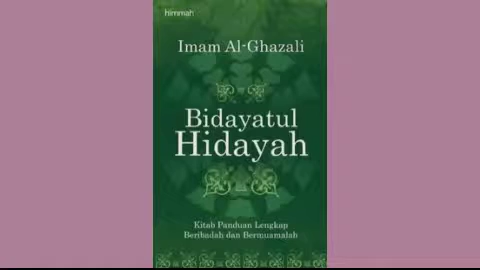 himmah
Imam Al-Ghazali
Bidayatul
Hidayah
Kitab Panduan Lengkap
Beribadah dan Bermuamalah